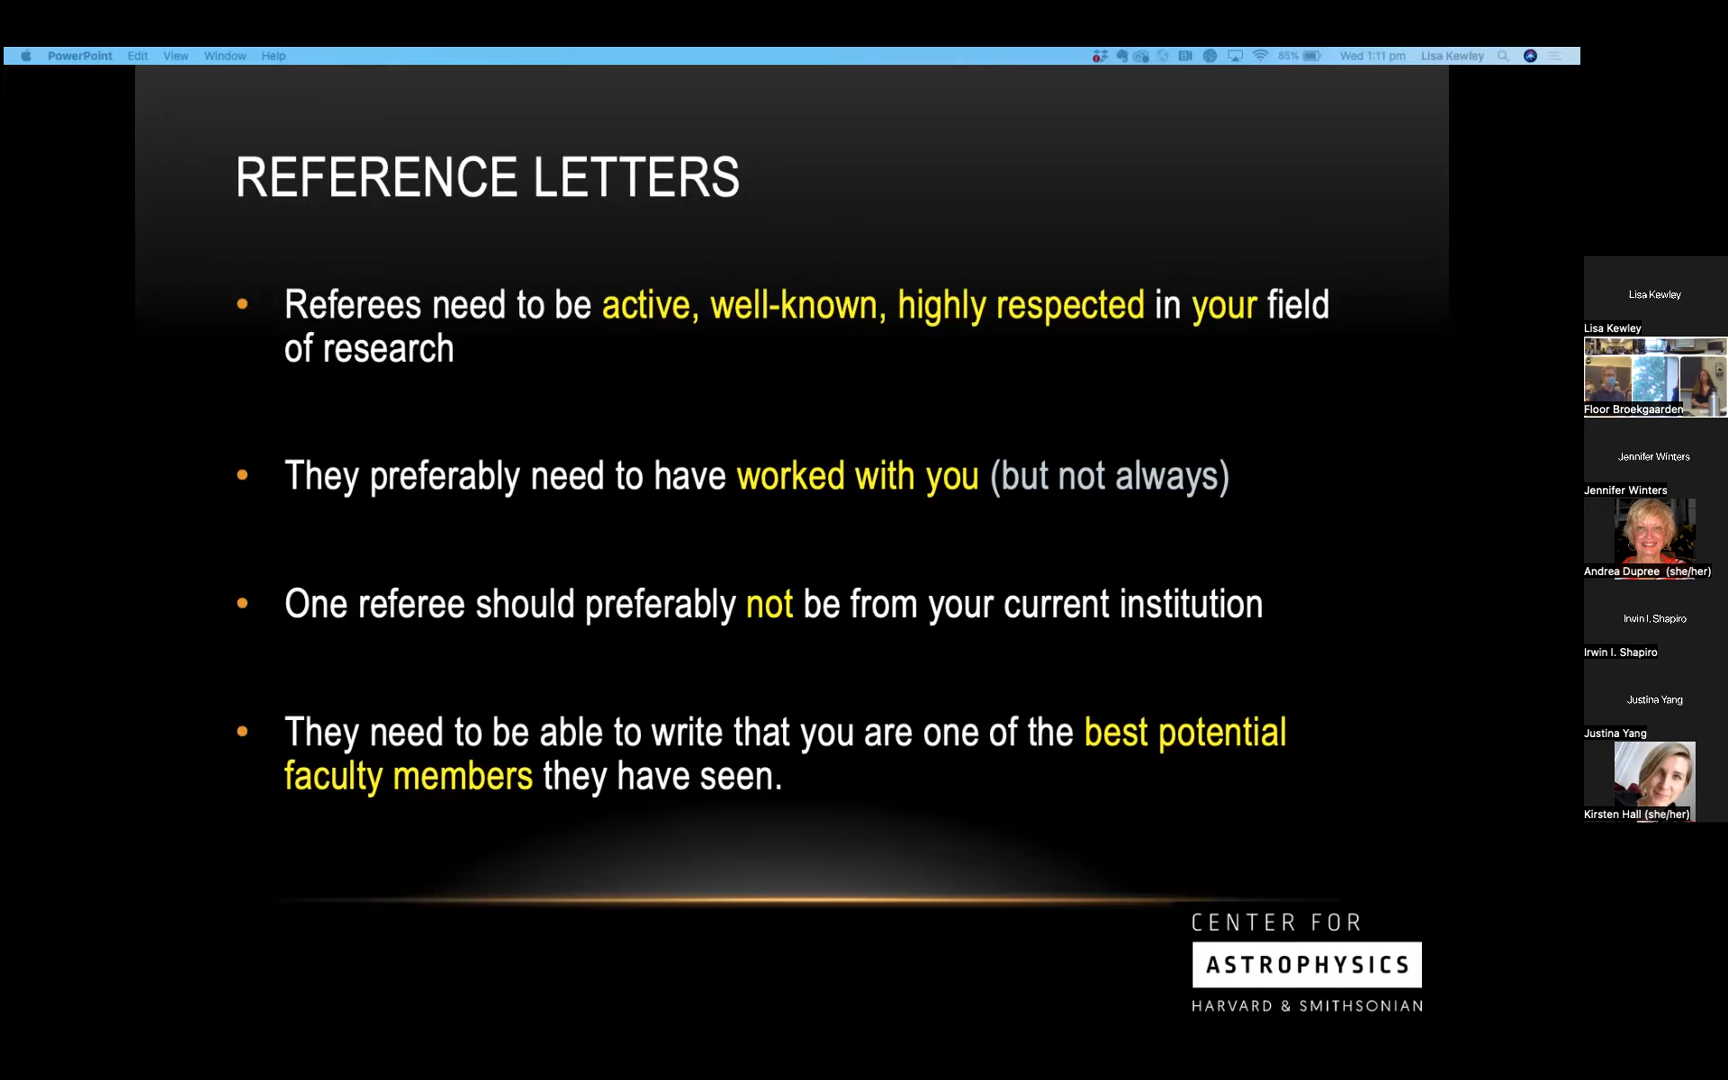 PowerPoint Edit View Window Help
85% Wed 1:11 pm Lisa Kewley
REFERENCE LETTERS
• Referees need to be active, well-known, highly respected in your field
of research
• They preferably need to have worked with you (but not always)
• One referee should preferably not be from your current institution
• They need to be able to write that you are one of the best potential
faculty members they have seen.
CENTER FOR
ASTROPHYSICS
HARVARD & SMITHSONIAN
Lisa Kewley
Lisa Kewley
Floor Broekgaarden
Jennifer Winters
Jennifer Winters
Andrea Dupree (she/her)
Irwin I. Shapiro
Irwin I. Shapiro
Justina Yang
Justina Yang
Kirsten Hall (she/her)